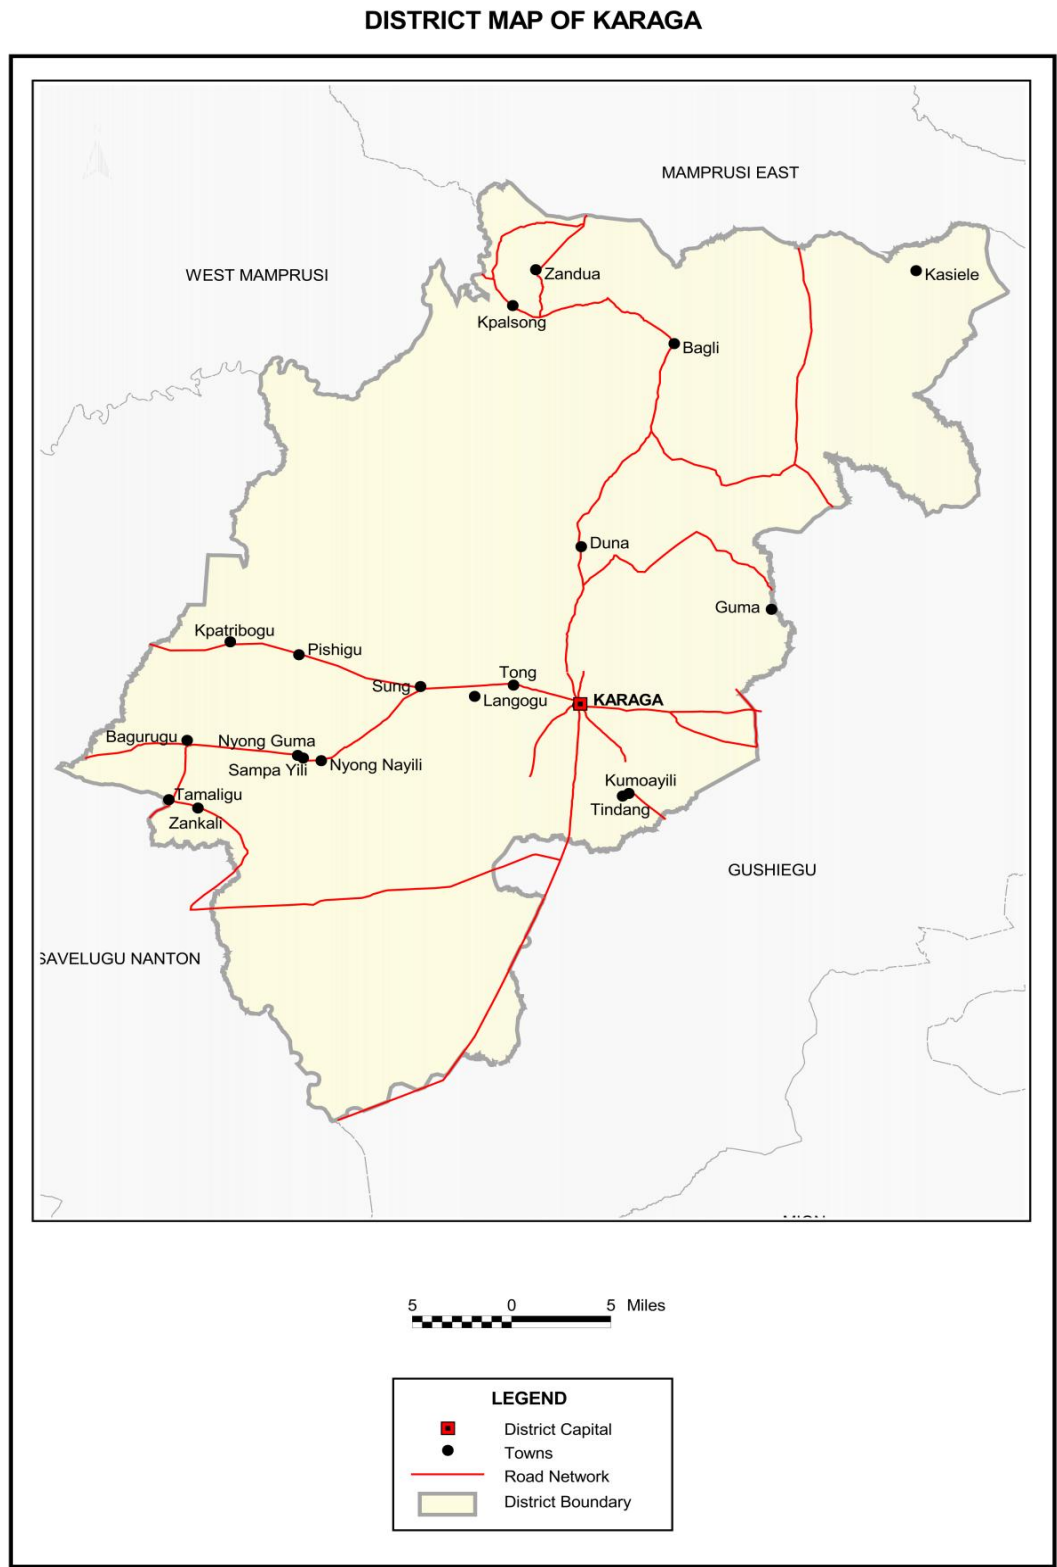 DISTRICT MAP OF KARAGA
MAMPRUSI EAST
WEST MAMPRUSI
Zandua
Kasiele
Kpalsong
Bagli
Duna
Guma
Kpatribogu
Pishigu
Sung
Tong
Langogu
KARAGA
Bagurugu
Nyong Guma
Sampa Yili
Nyong Nayili
Kumoayili
Tindang
Tamaligu
Zankali
GUSHIEGU
SAVELUGU NANTON
5 0 5 Miles
LEGEND
District Capital
Towns
Road Network
District Boundary